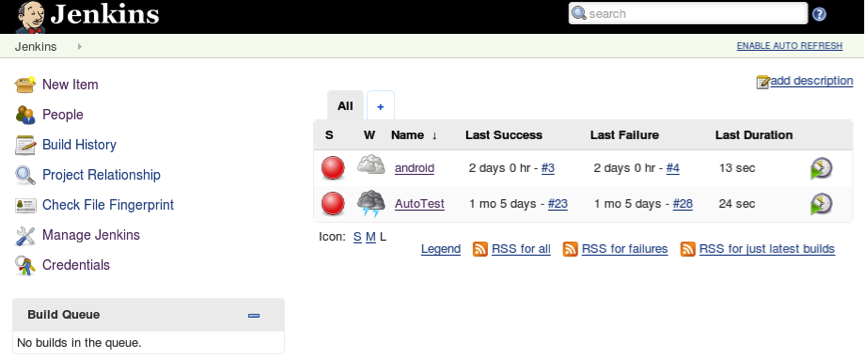 Jenkins
search
Jenkins
ENABLE AUTO REFRESH
New Item
People
Build History
Project Relationship
Check File Fingerprint
Manage Jenkins
Credentials
Build Queue
No builds in the queue.
add description
All +
S W Name ↓ Last Success Last Failure Last Duration
android 2 days 0 hr - #3 2 days 0 hr - #4 13 sec
AutoTest 1 mo 5 days - #23 1 mo 5 days - #28 24 sec
Icon: S M L
Legend RSS for all RSS for failures RSS for just latest builds